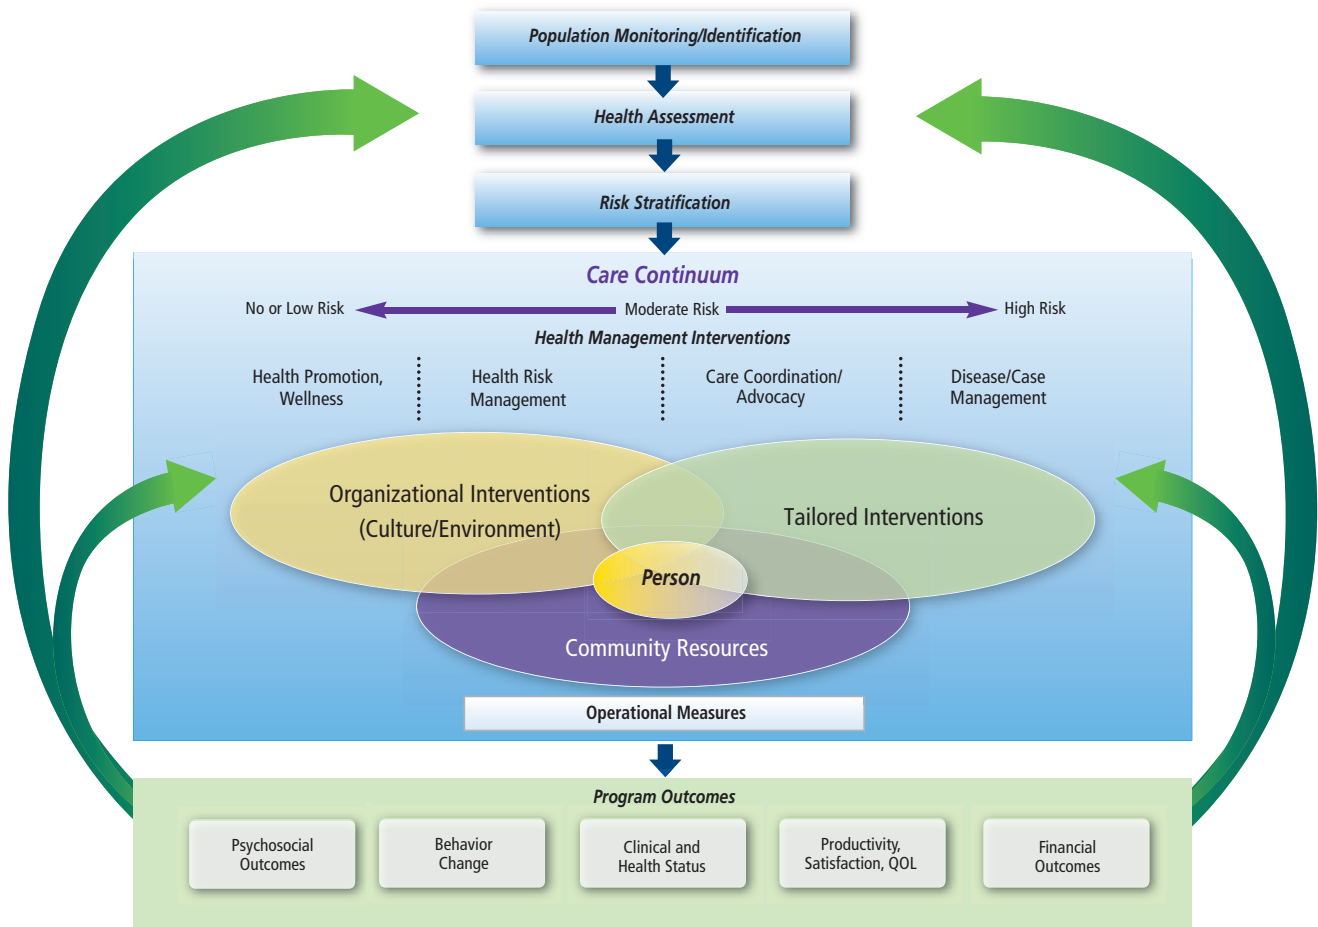 Population Monitoring/Identification
Health Assessment
Risk Stratification
Care Continuum
No or Low Risk
Moderate Risk
High Risk
Health Management Interventions
Health Promotion,
Wellness
Health Risk
Management
Care Coordination/
Advocacy
Disease/Case
Management
Organizational Interventions
(Culture/Environment)
Tailored Interventions
Person
Community Resources
Operational Measures
Program Outcomes
Psychosocial
Outcomes
Behavior
Change
Clinical and
Health Status
Productivity,
Satisfaction, QOL
Financial
Outcomes